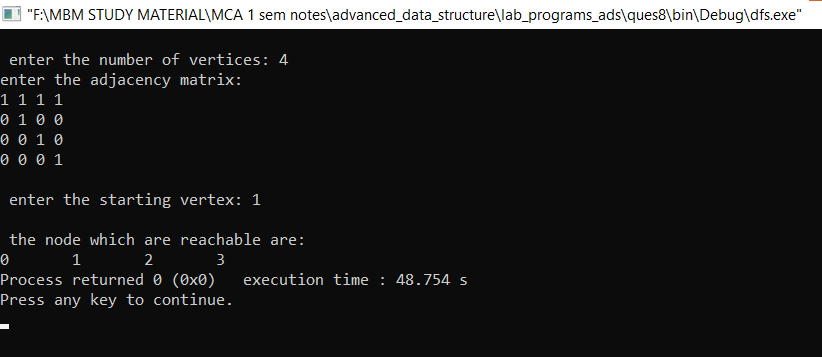 "F:\MBM STUDY MATERIAL\MCA 1 sem notes\advanced_data_structure\lab_programs_ads\ques8\bin\Debug\dfs.exe"
enter the number of vertices: 4
enter the adjacency matrix:
1 1 1 1
0 1 0 0
0 0 1 0
0 0 0 1
enter the starting vertex: 1
the node which are reachable are:
0       1       2       3
Process returned 0 (0x0)   execution time : 48.754 s
Press any key to continue.